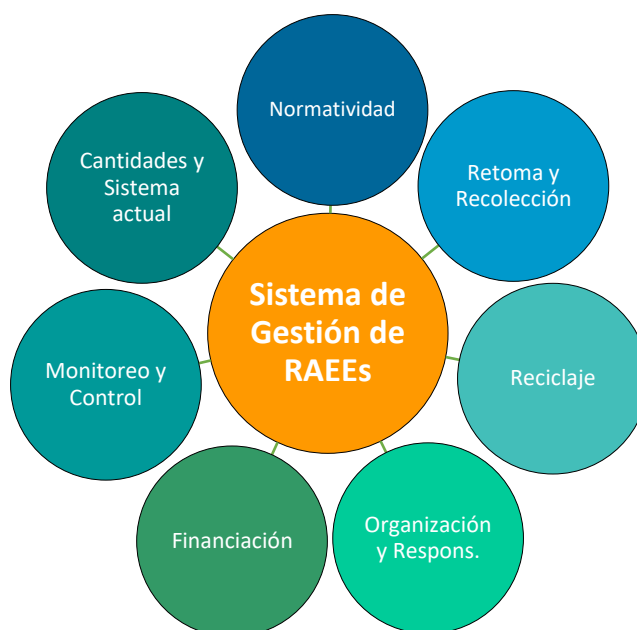 Normatividad
Retoma y
Recolección
Reciclaje
Organización
y Respons.
Financiación
Monitoreo y
Control
Cantidades y
Sistema
actual
Sistema de
Gestión de
RAEEs